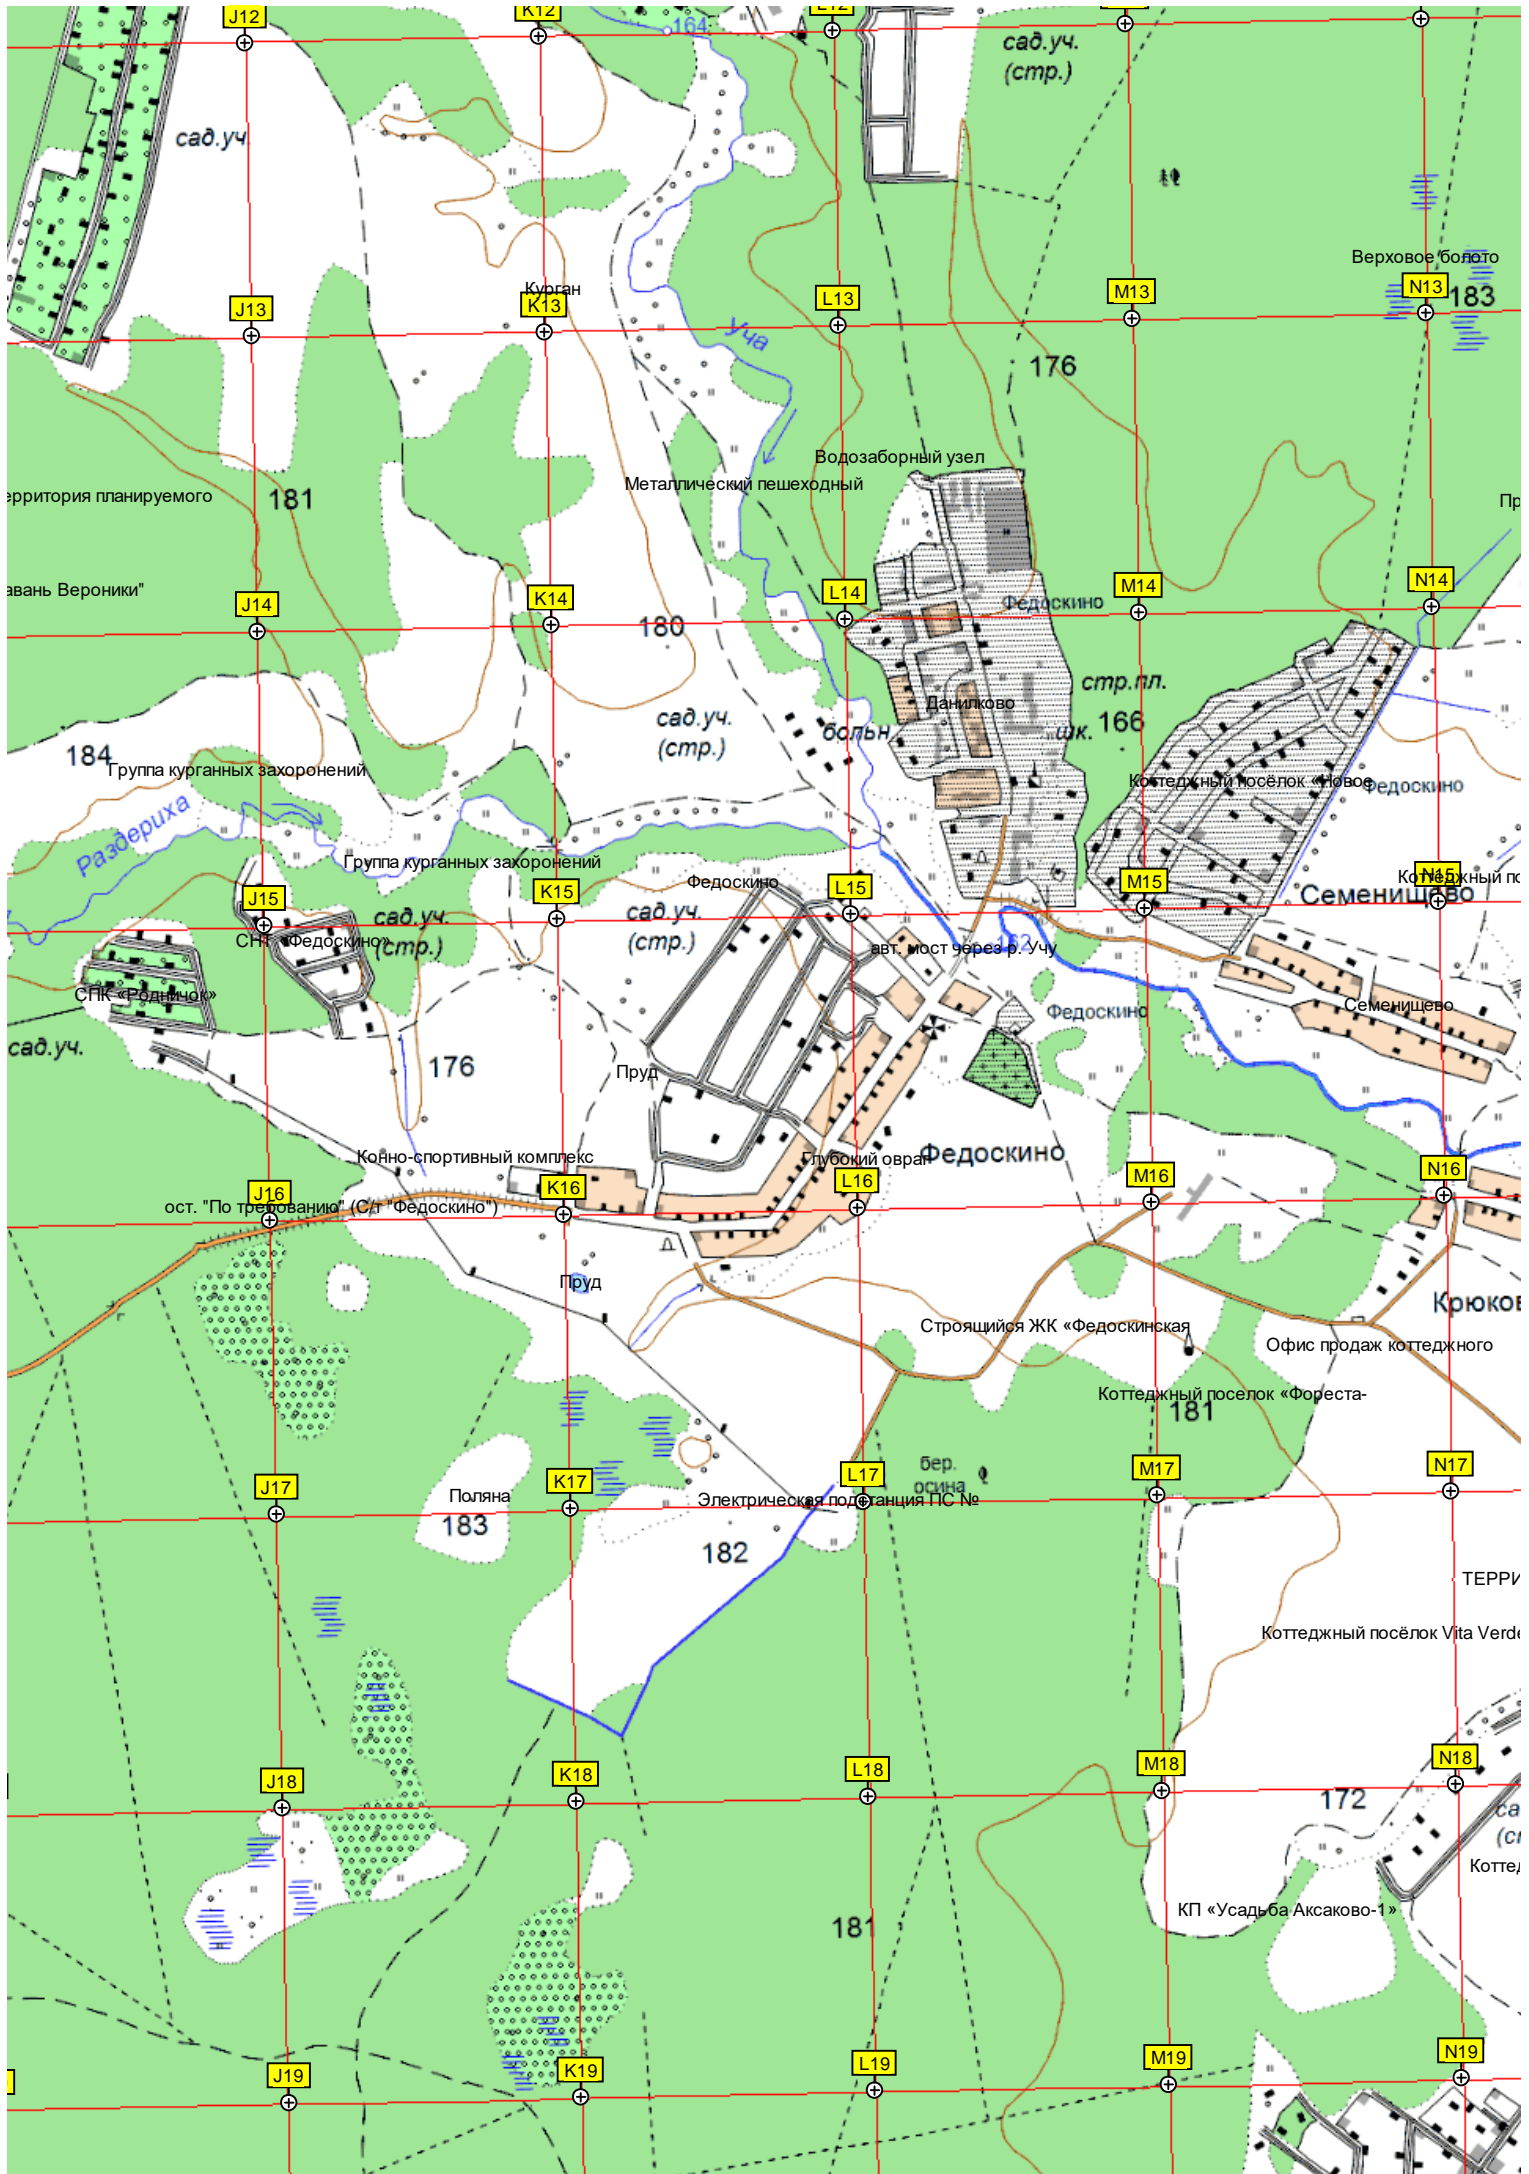 J12
K12
164
L12
сад.уч.
(стр.)
сад.уч.
Верховое болото
Курган
J13
K13
L13
M13
N13
183
Уча
176
Водозаборный узел
Металлический пешеходный
ерритория планируемого
181
Пр
авань Вероники"
J14
K14
L14
Федоскино
M14
N14
180
стр.пл.
сад.уч.
(стр.)
Данилково
166
больн.
шк.
184
Группа курганных захоронений
Коттеджный посёлок «Новое
Федоскино
Раздериха
Группа курганных захоронений
Федоскино
J15
K15
L15
M15
N15
Коттеджный по
Семенищево
сад.уч.
(стр.)
сад.уч.
(стр.)
СНТ «Федоскино»
авт. мост через р. Учу
162
СПК «Родничок»
Семенищево
Федоскино
сад.уч.
176
Пруд
Конно-спортивный комплекс
Глубокий овраг
Федоскино
J16
K16
L16
M16
N16
ост. "По требованию" (С/т "Федоскино")
Пруд
Крюков
Строящийся ЖК «Федоскинская
Офис продаж коттеджного
Коттеджный поселок «Фореста-
181
бер.
осина
J17
K17
L17
M17
N17
Поляна
Электрическая подстанция ПС №
183
182
ТЕРРИ
Коттеджный посёлок Vita Verde
J18
K18
L18
M18
N18
172
са
(ст
Коттед
КП «Усадьба Аксаково-1»
181
J19
K19
L19
M19
N19